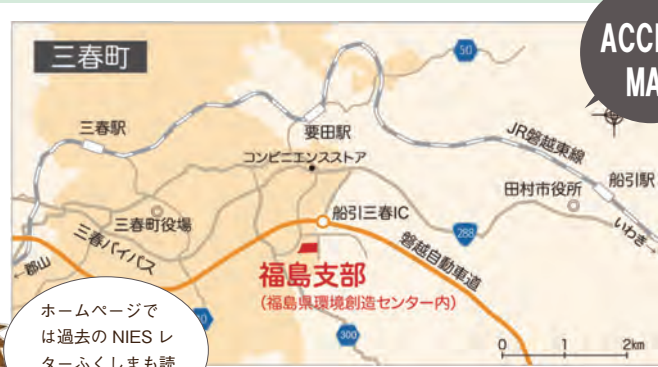 三春町
ACCE
MA
50
三春駅
要田駅
JR磐越東線
コンビニエンスストア
船引駅
田村市役所
三春町役場
船引三春IC
288
いわき→
三春バイパス
磐越自動車道
←郡山
福島支部
(福島県環境創造センター内)
300
0 1 2km
ホームページで
は過去の NIES レ
ターふくしまも読